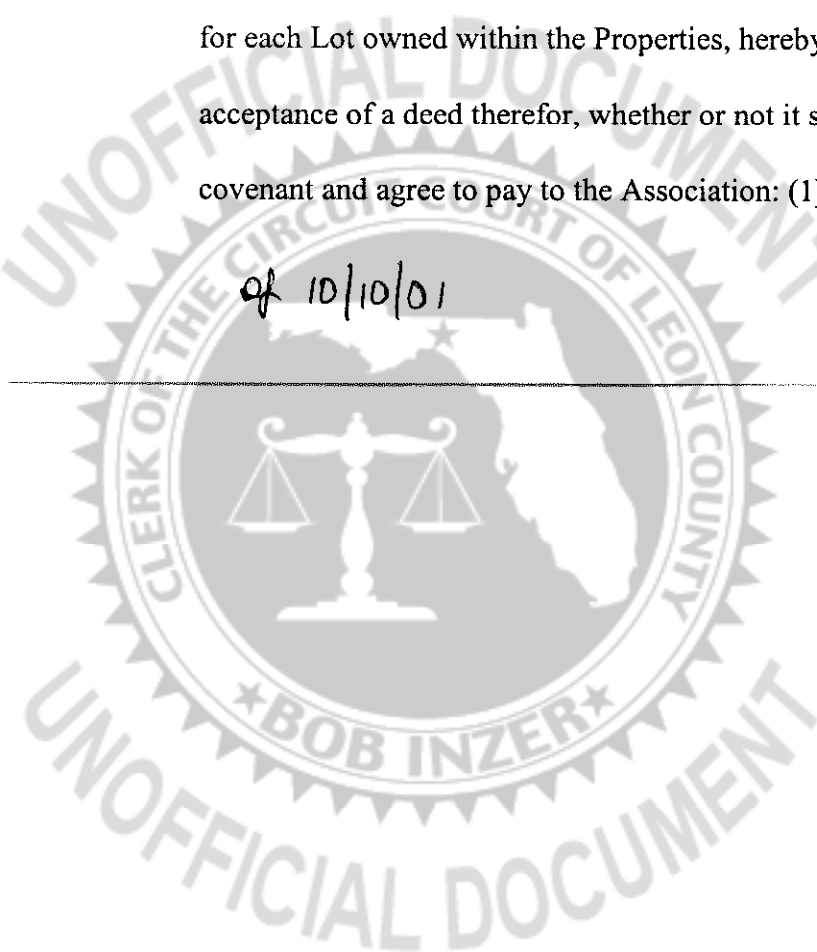 for each Lot owned within the Properties, hereby
acceptance of a deed therefor, whether or not it s
covenant and agree to pay to the Association: (1)
10/10/01
UNOFFICIAL DOCUMENT
CLERK OF THE CIRCUIT COURT OF LEON COUNTY
★BOB INZER★
UNOFFICIAL DOCUMENT